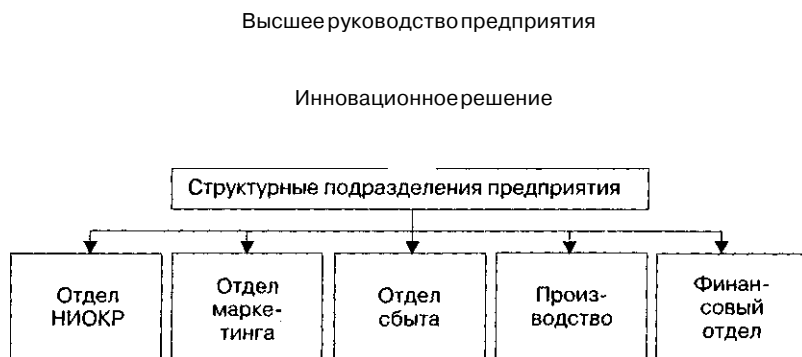 Высшее руководство предприятия
Инновационное решение
Структурные подразделения предприятия
Отдел
НИОКР
Отдел
марке-
тинга
Отдел
сбыта
Произ-
водство
Финан-
совый
отдел